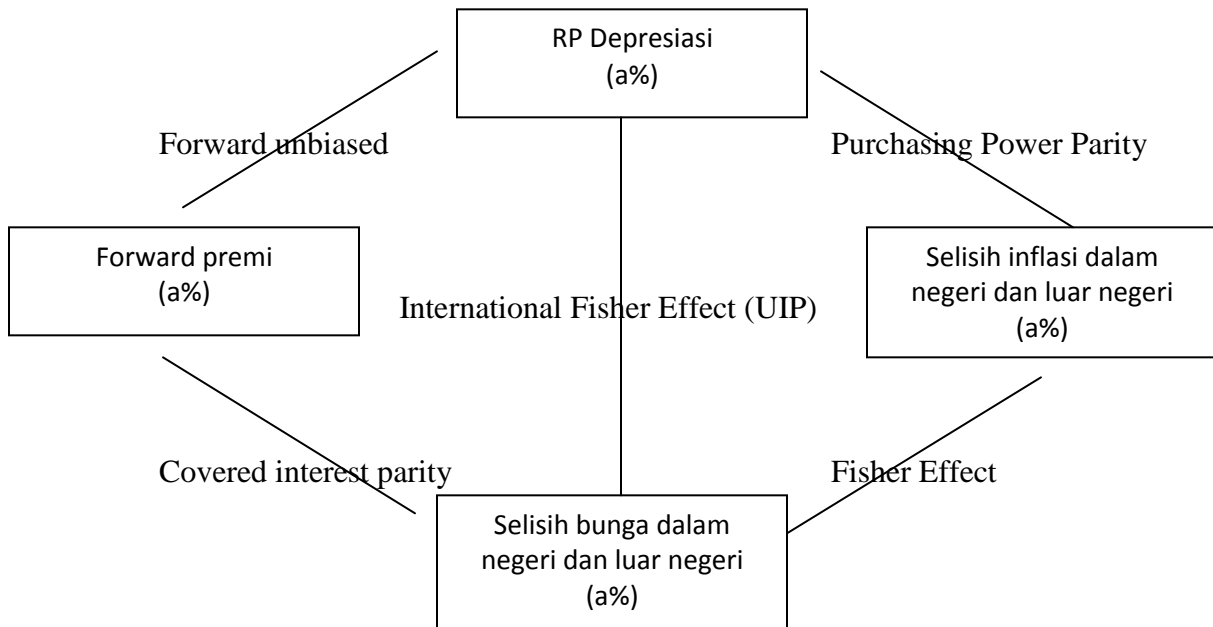 RP Depresiasi
(a%)
Forward unbiased
Purchasing Power Parity
Forward premi
(a%)
International Fisher Effect (UIP)
Selisih inflasi dalam
negeri dan luar negeri
(a%)
Covered interest parity
Fisher Effect
Selisih bunga dalam
negeri dan luar negeri
(a%)